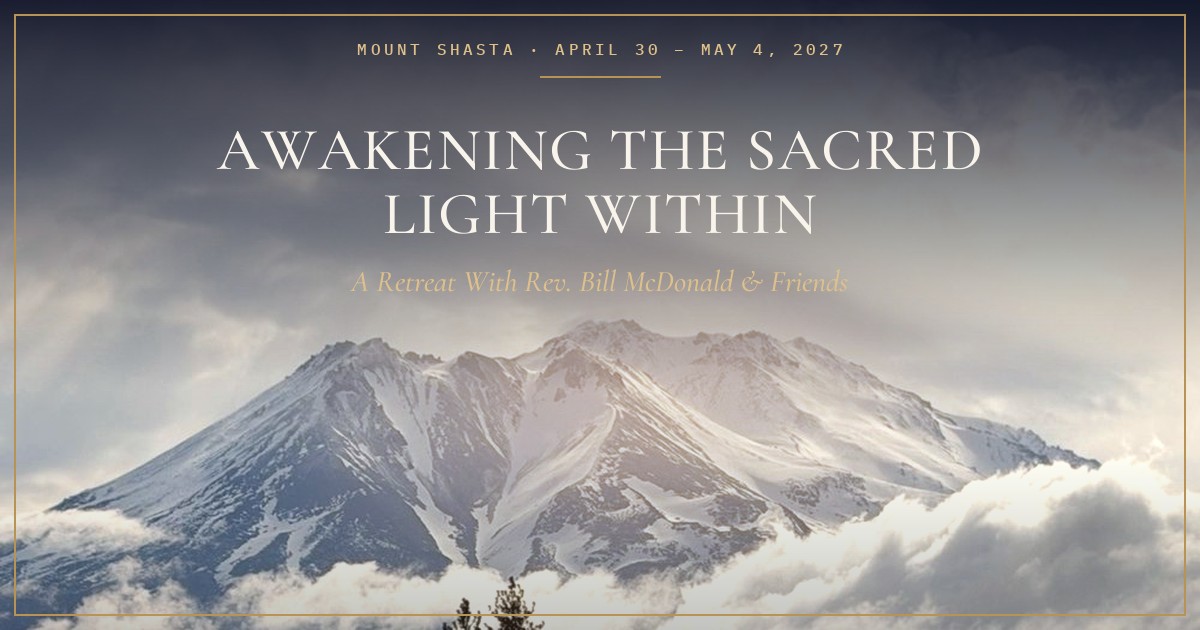 MOUNT SHASTA · APRIL 30 – MAY 4, 2027
AWAKENING THE SACRED
LIGHT WITHIN
A Retreat With Rev. Bill McDonald & Friends